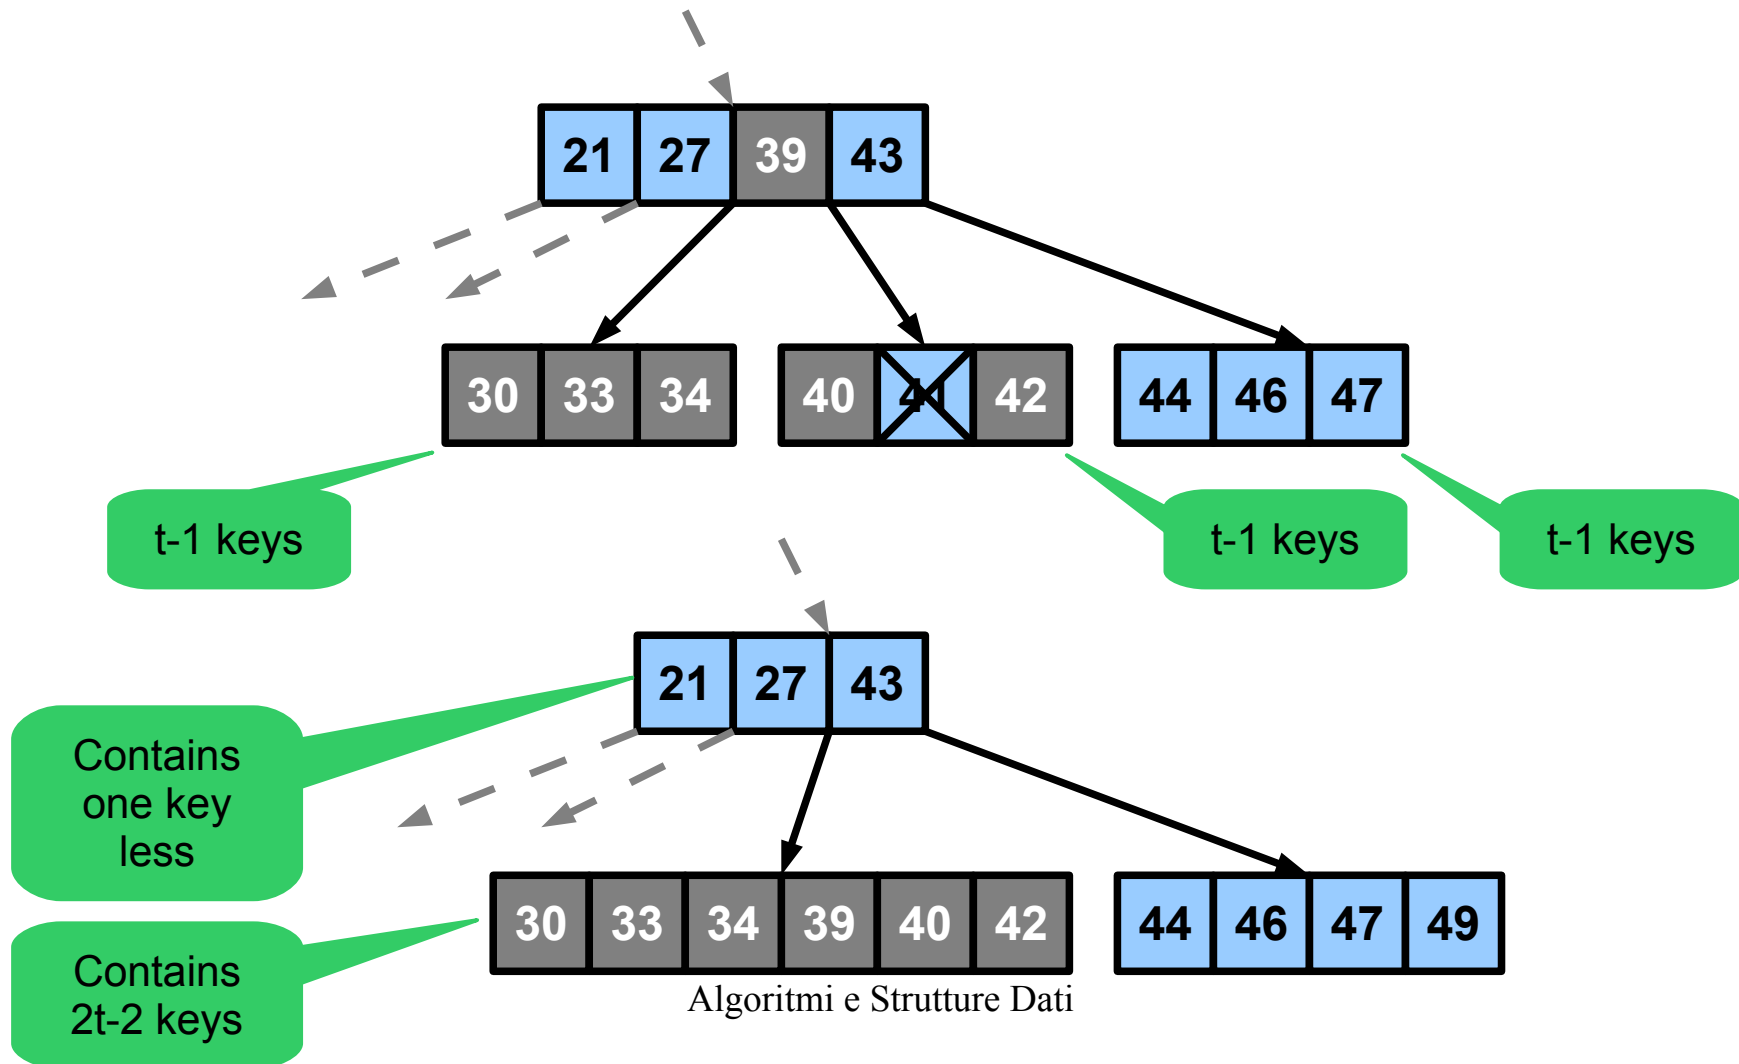 21 27 39 43
30 33 34 40 41 42 44 46 47
t-1 keys t-1 keys t-1 keys
21 27 43
Contains
one key
less
30 33 34 39 40 42 44 46 47 49
Contains
2t-2 keys
Algoritmi e Strutture Dati